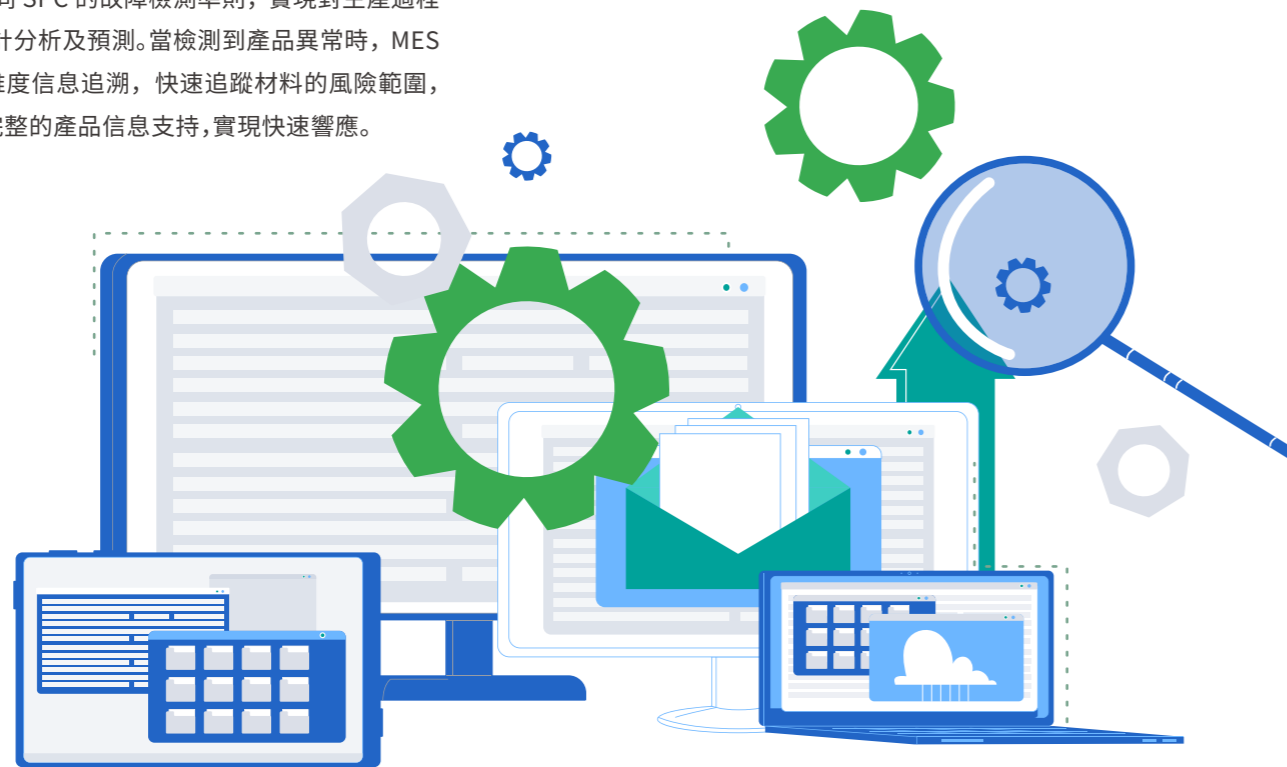 SPC 的故障檢測準則，實現對生產過程
計分析及預測。當檢測到產品異常時，MES
度信息追溯，快速追蹤材料的風險範圍，
整的產品信息支持，實現快速響應。